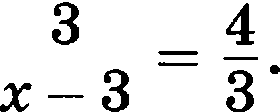 3
x − 3 = 4/3.